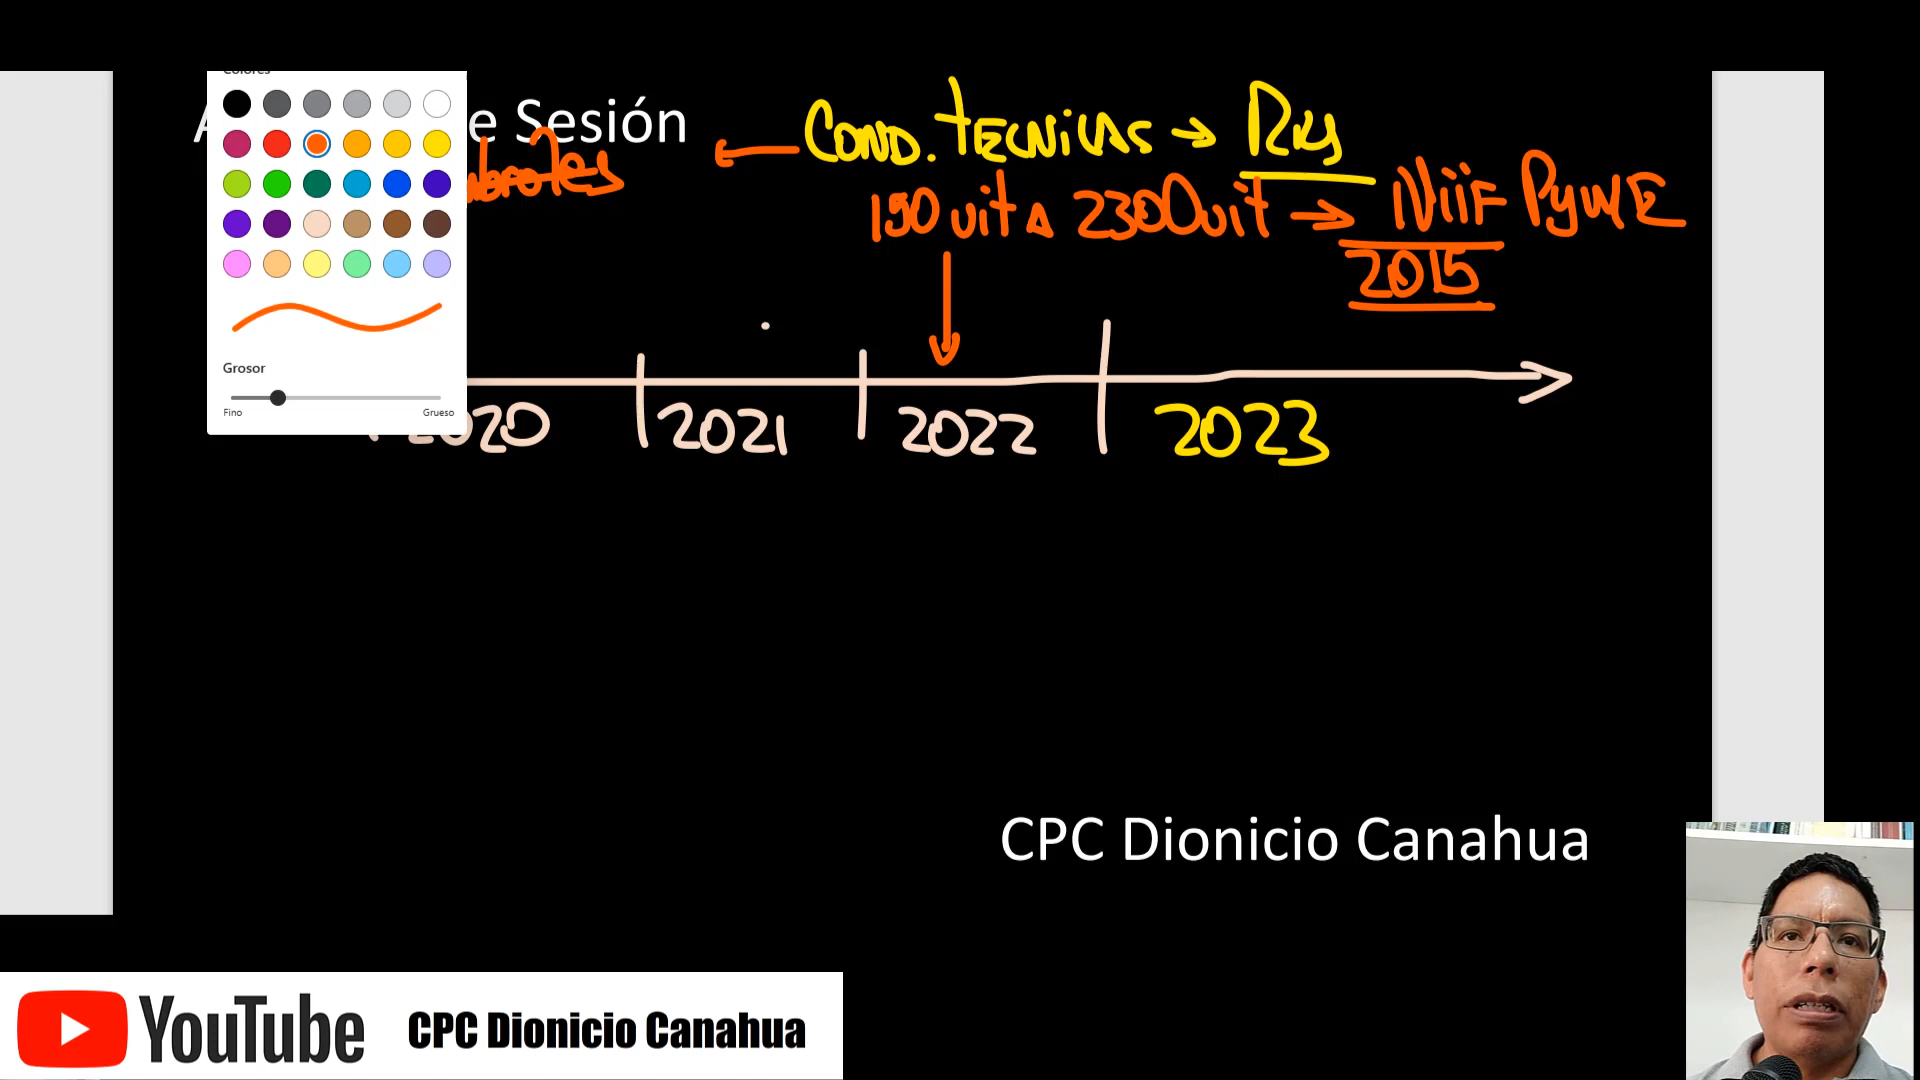 Colores
e Sesión
COND. TECNICAS → RXS
150 uit A 2300 uit → NIIF PyME
2015
Grosor
Fino Grueso
2020 2021 2022 2023
CPC Dionicio Canahua
YouTube CPC Dionicio Canahua